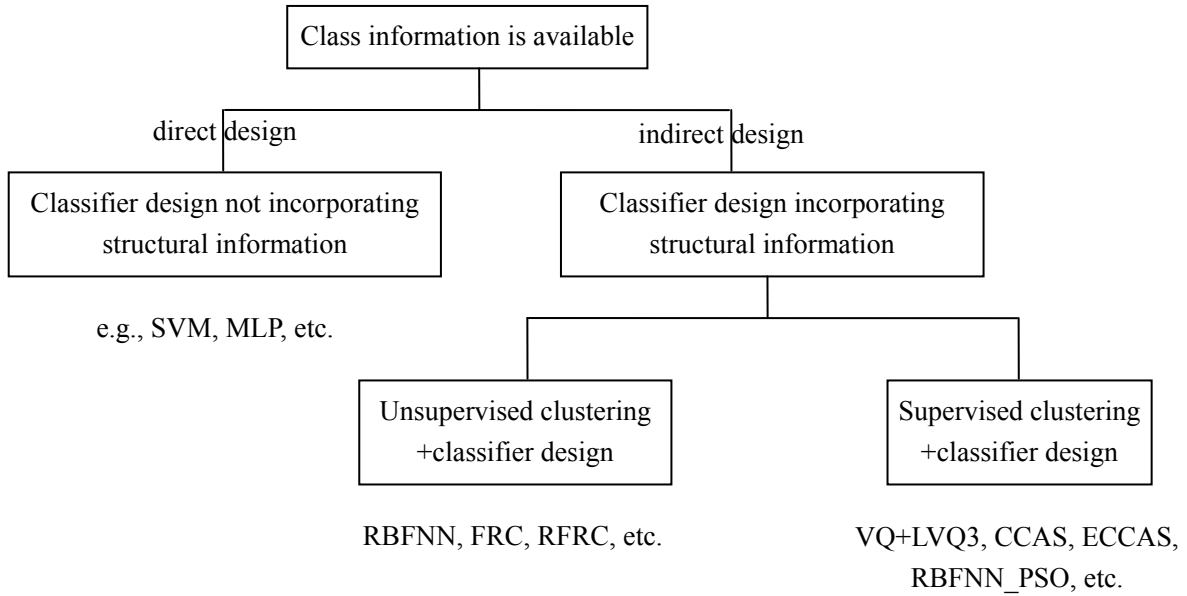 Class information is available
direct design
indirect design
Classifier design not incorporating
structural information
Classifier design incorporating
structural information
e.g., SVM, MLP, etc.
Unsupervised clustering
+classifier design
Supervised clustering
+classifier design
RBFNN, FRC, RFRC, etc.
VQ+LVQ3, CCAS, ECCAS,
RBFNN_PSO, etc.